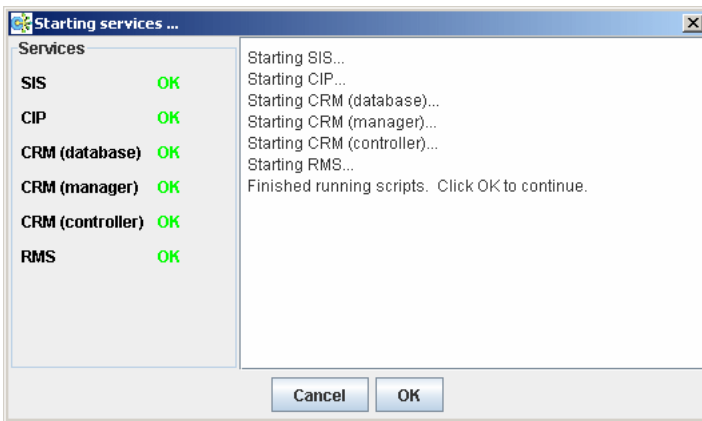 Starting services ...
Services
SIS OK
CIP OK
CRM (database) OK
CRM (manager) OK
CRM (controller) OK
RMS OK
Starting SIS...
Starting CIP...
Starting CRM (database)...
Starting CRM (manager)...
Starting CRM (controller)...
Starting RMS...
Finished running scripts. Click OK to continue.
Cancel OK